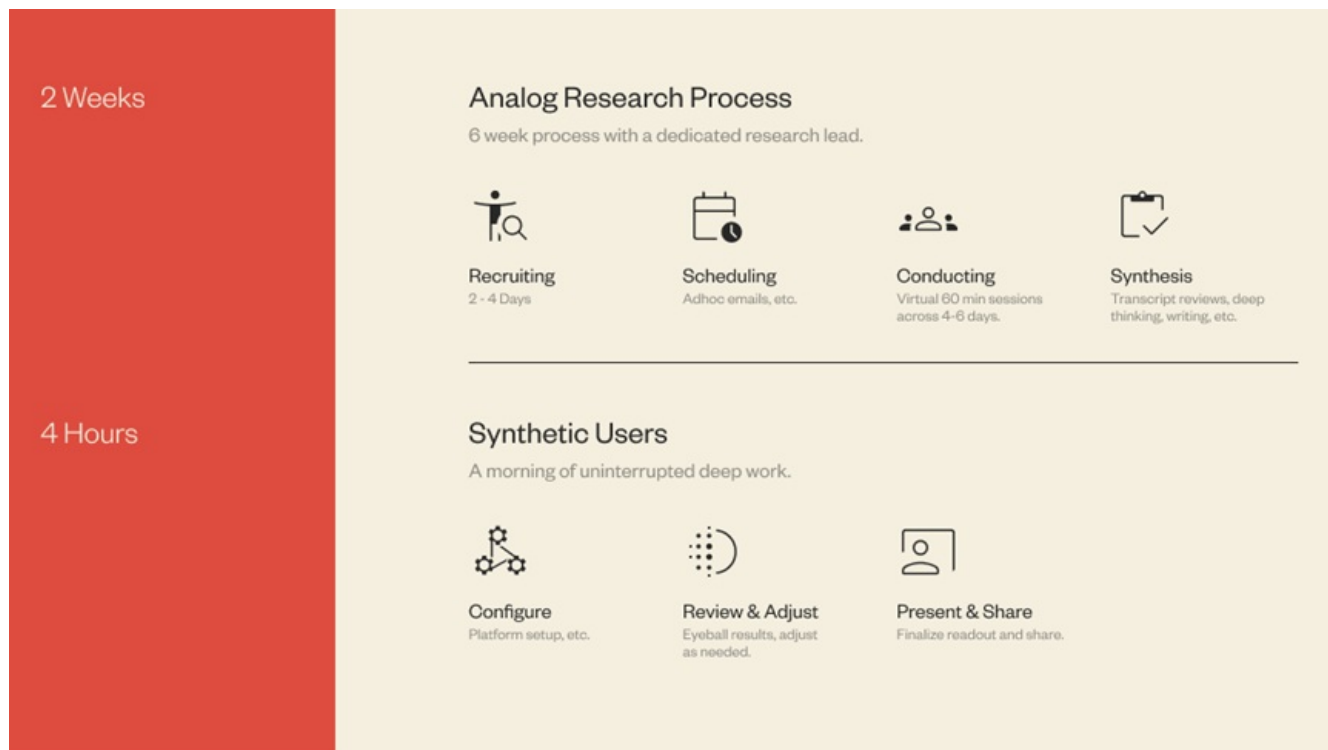 2 Weeks
Analog Research Process
6 week process with a dedicated research lead.
Recruiting
2 - 4 Days
Scheduling
Adhoc emails, etc.
Conducting
Virtual 60 min sessions
across 4-6 days.
Synthesis
Transcript reviews, deep
thinking, writing, etc.
4 Hours
Synthetic Users
A morning of uninterrupted deep work.
Configure
Platform setup, etc.
Review & Adjust
Eyeball results, adjust
as needed.
Present & Share
Finalize readout and share.